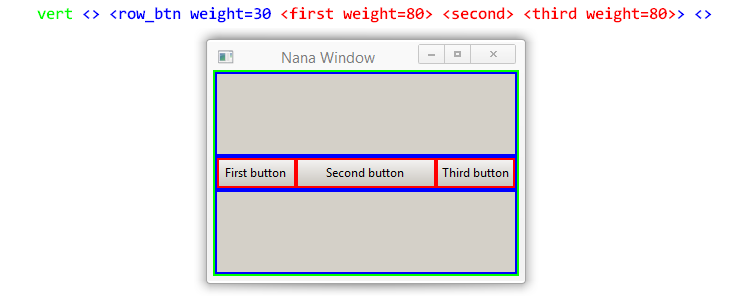 vert <> <row_btn weight=30 <first weight=80> <second> <third weight=80>> <>
Nana Window
First button Second button Third button